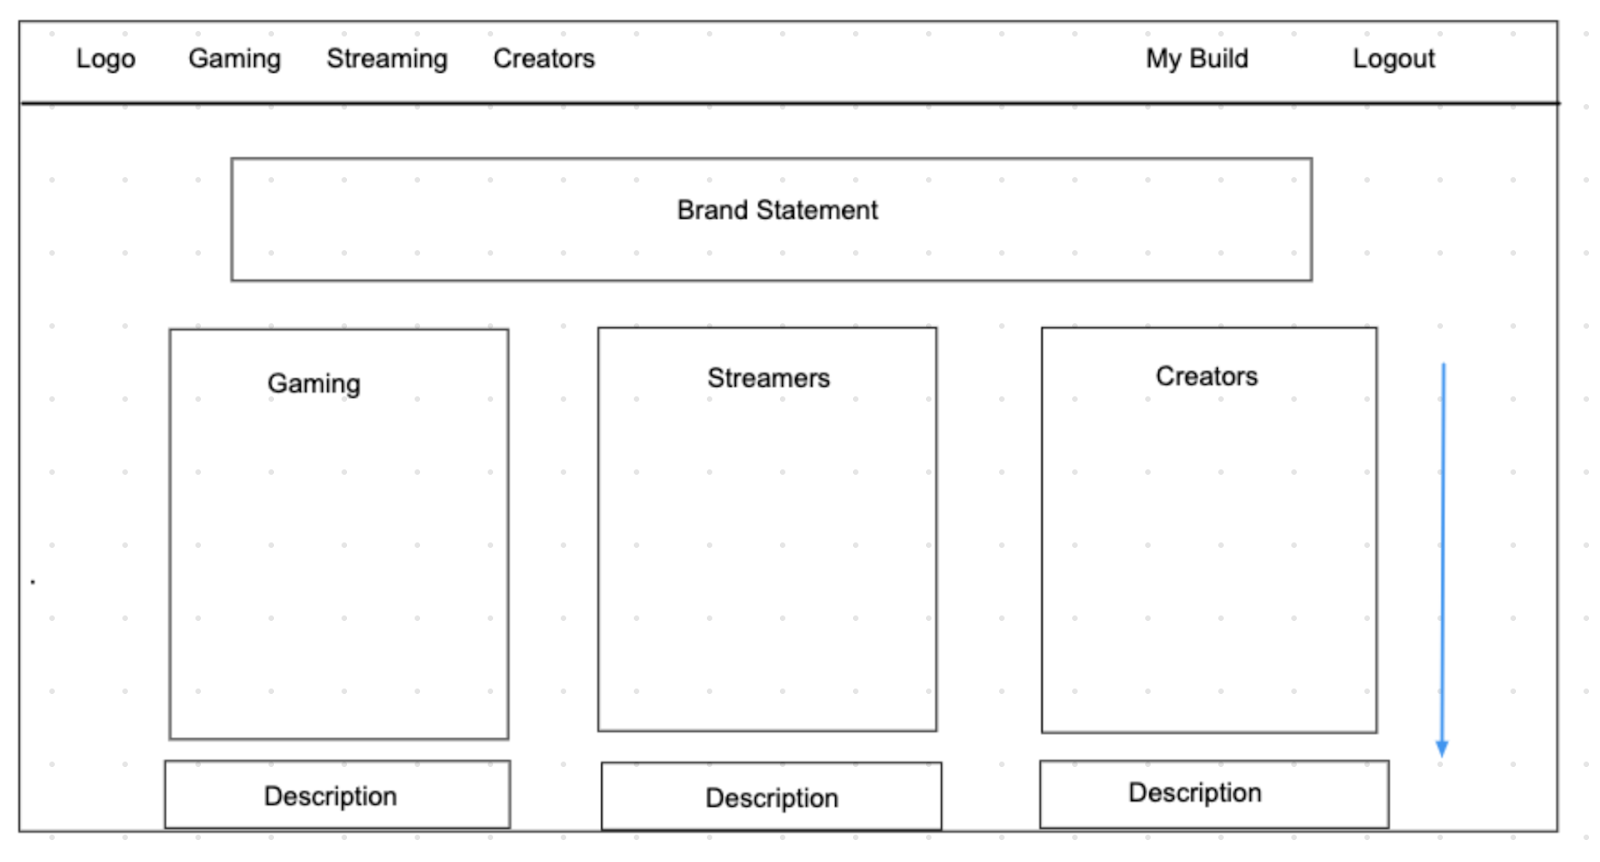 Logo Gaming Streaming Creators My Build Logout
Brand Statement
Gaming Streamers Creators
Description Description Description